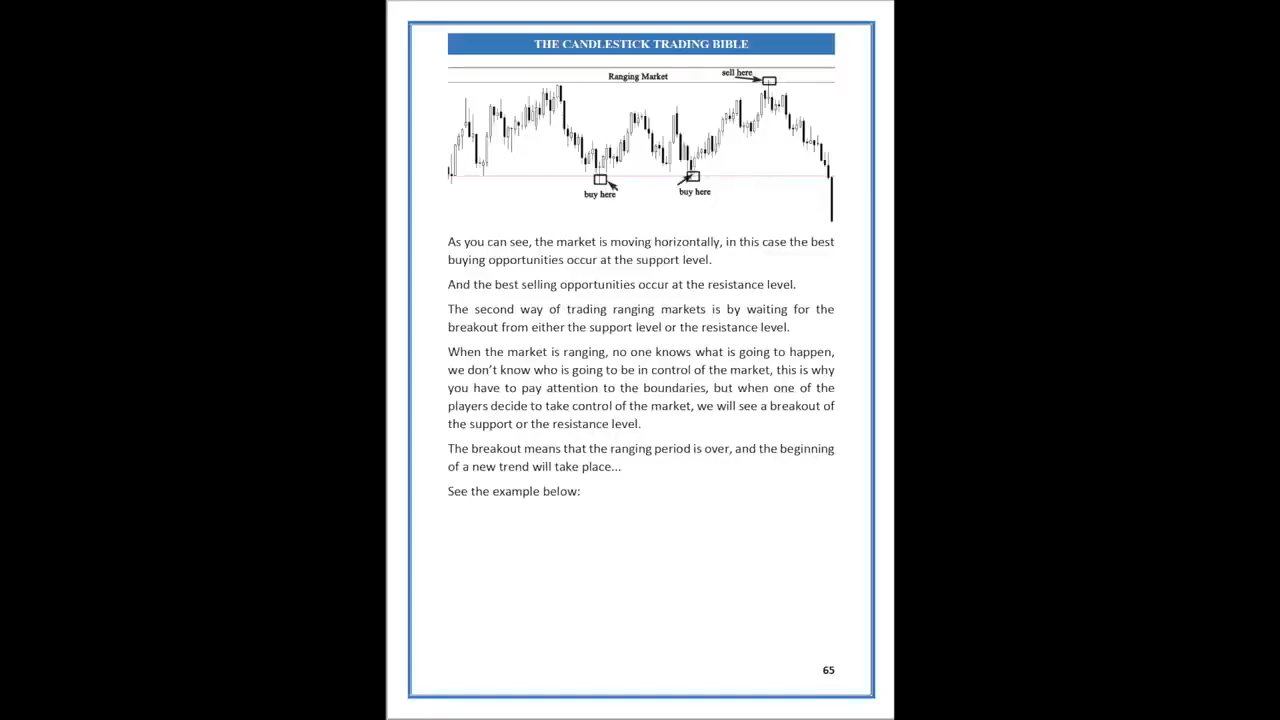 THE CANDLESTICK TRADING BIBLE
Ranging Market
sell here
buy here
buy here
As you can see, the market is moving horizontally, in this case the best
buying opportunities occur at the support level.
And the best selling opportunities occur at the resistance level.
The second way of trading ranging markets is by waiting for the
breakout from either the support level or the resistance level.
When the market is ranging, no one knows what is going to happen,
we don’t know who is going to be in control of the market, this is why
you have to pay attention to the boundaries, but when one of the
players decide to take control of the market, we will see a breakout of
the support or the resistance level.
The breakout means that the ranging period is over, and the beginning
of a new trend will take place...
See the example below:
65